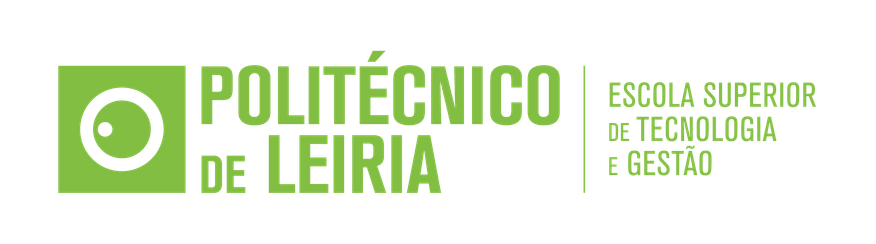 POLITÉCNICO
DE LEIRIA
ESCOLA SUPERIOR
DE TECNOLOGIA
E GESTÃO